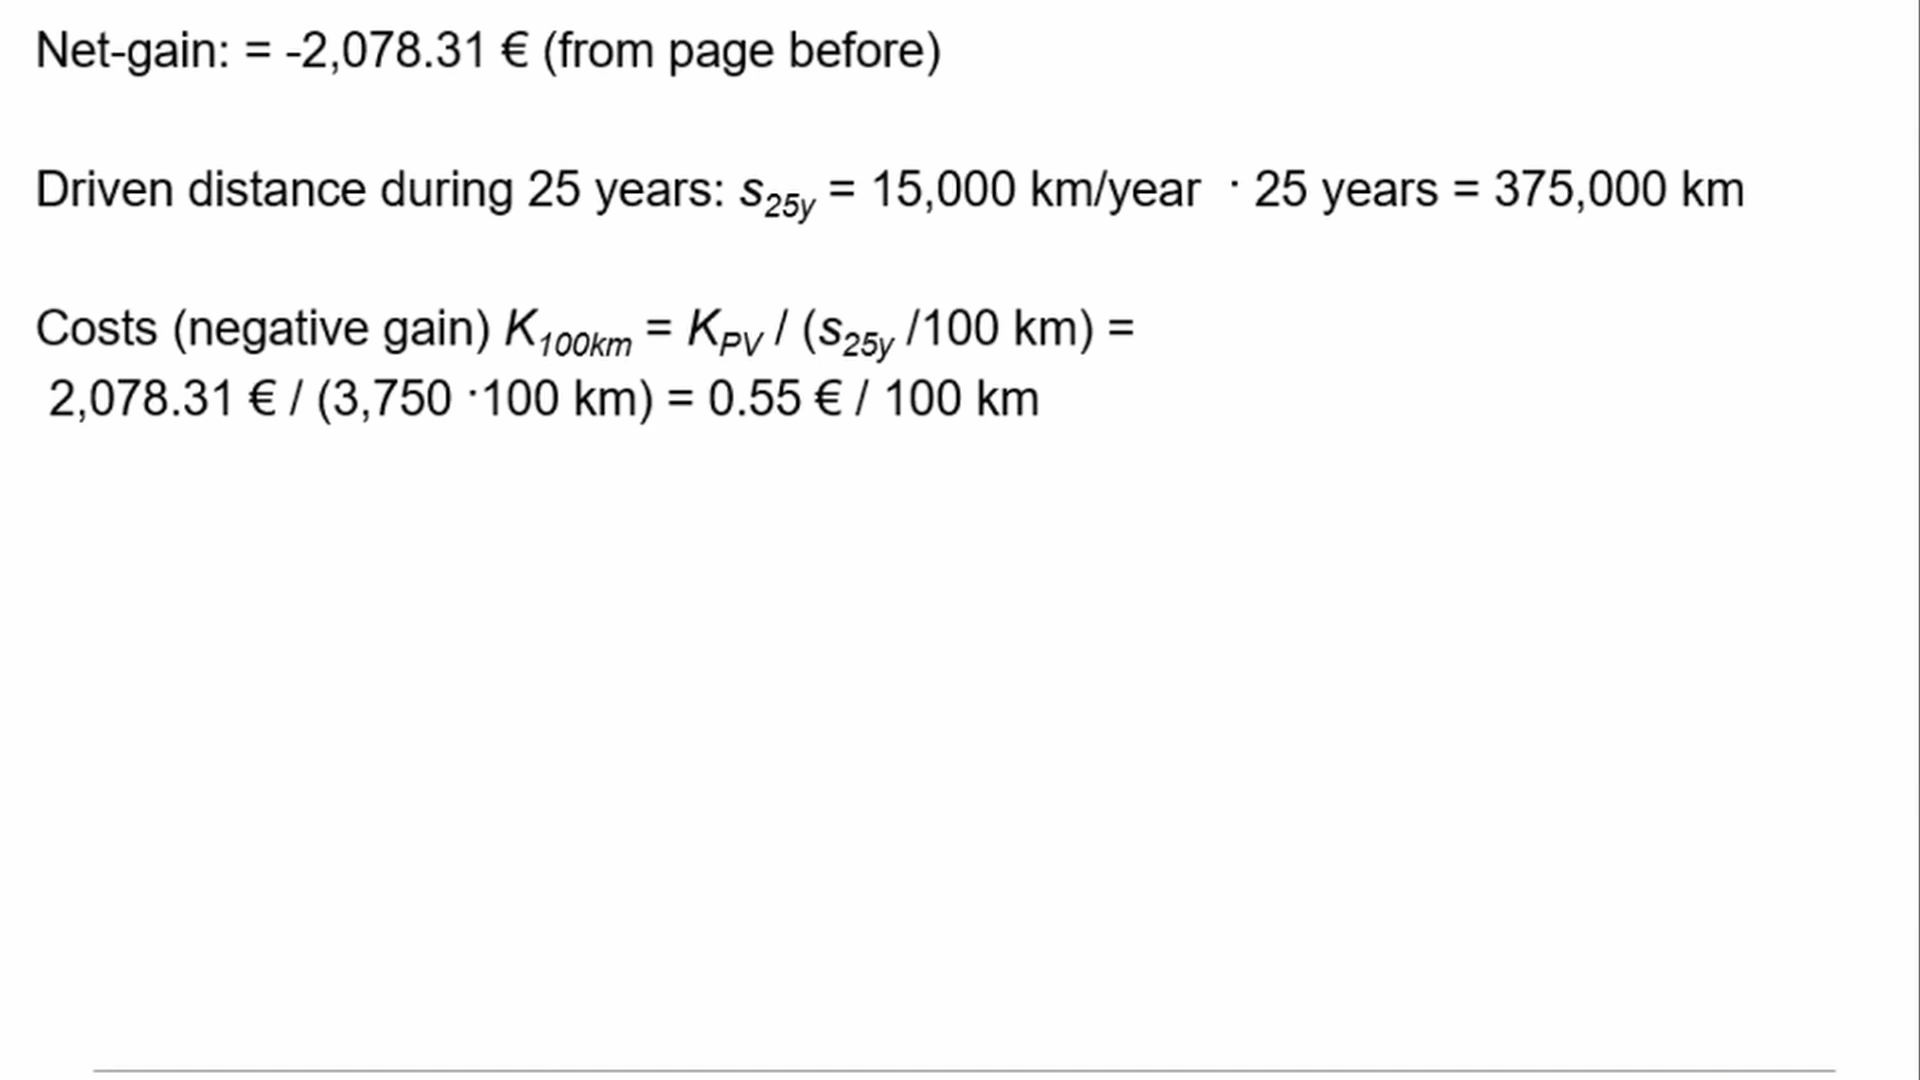 Net-gain: = -2,078.31 € (from page before)
Driven distance during 25 years: s25y = 15,000 km/year · 25 years = 375,000 km
Costs (negative gain) K100km = KPV / (s25y /100 km) =
2,078.31 € / (3,750 ·100 km) = 0.55 € / 100 km